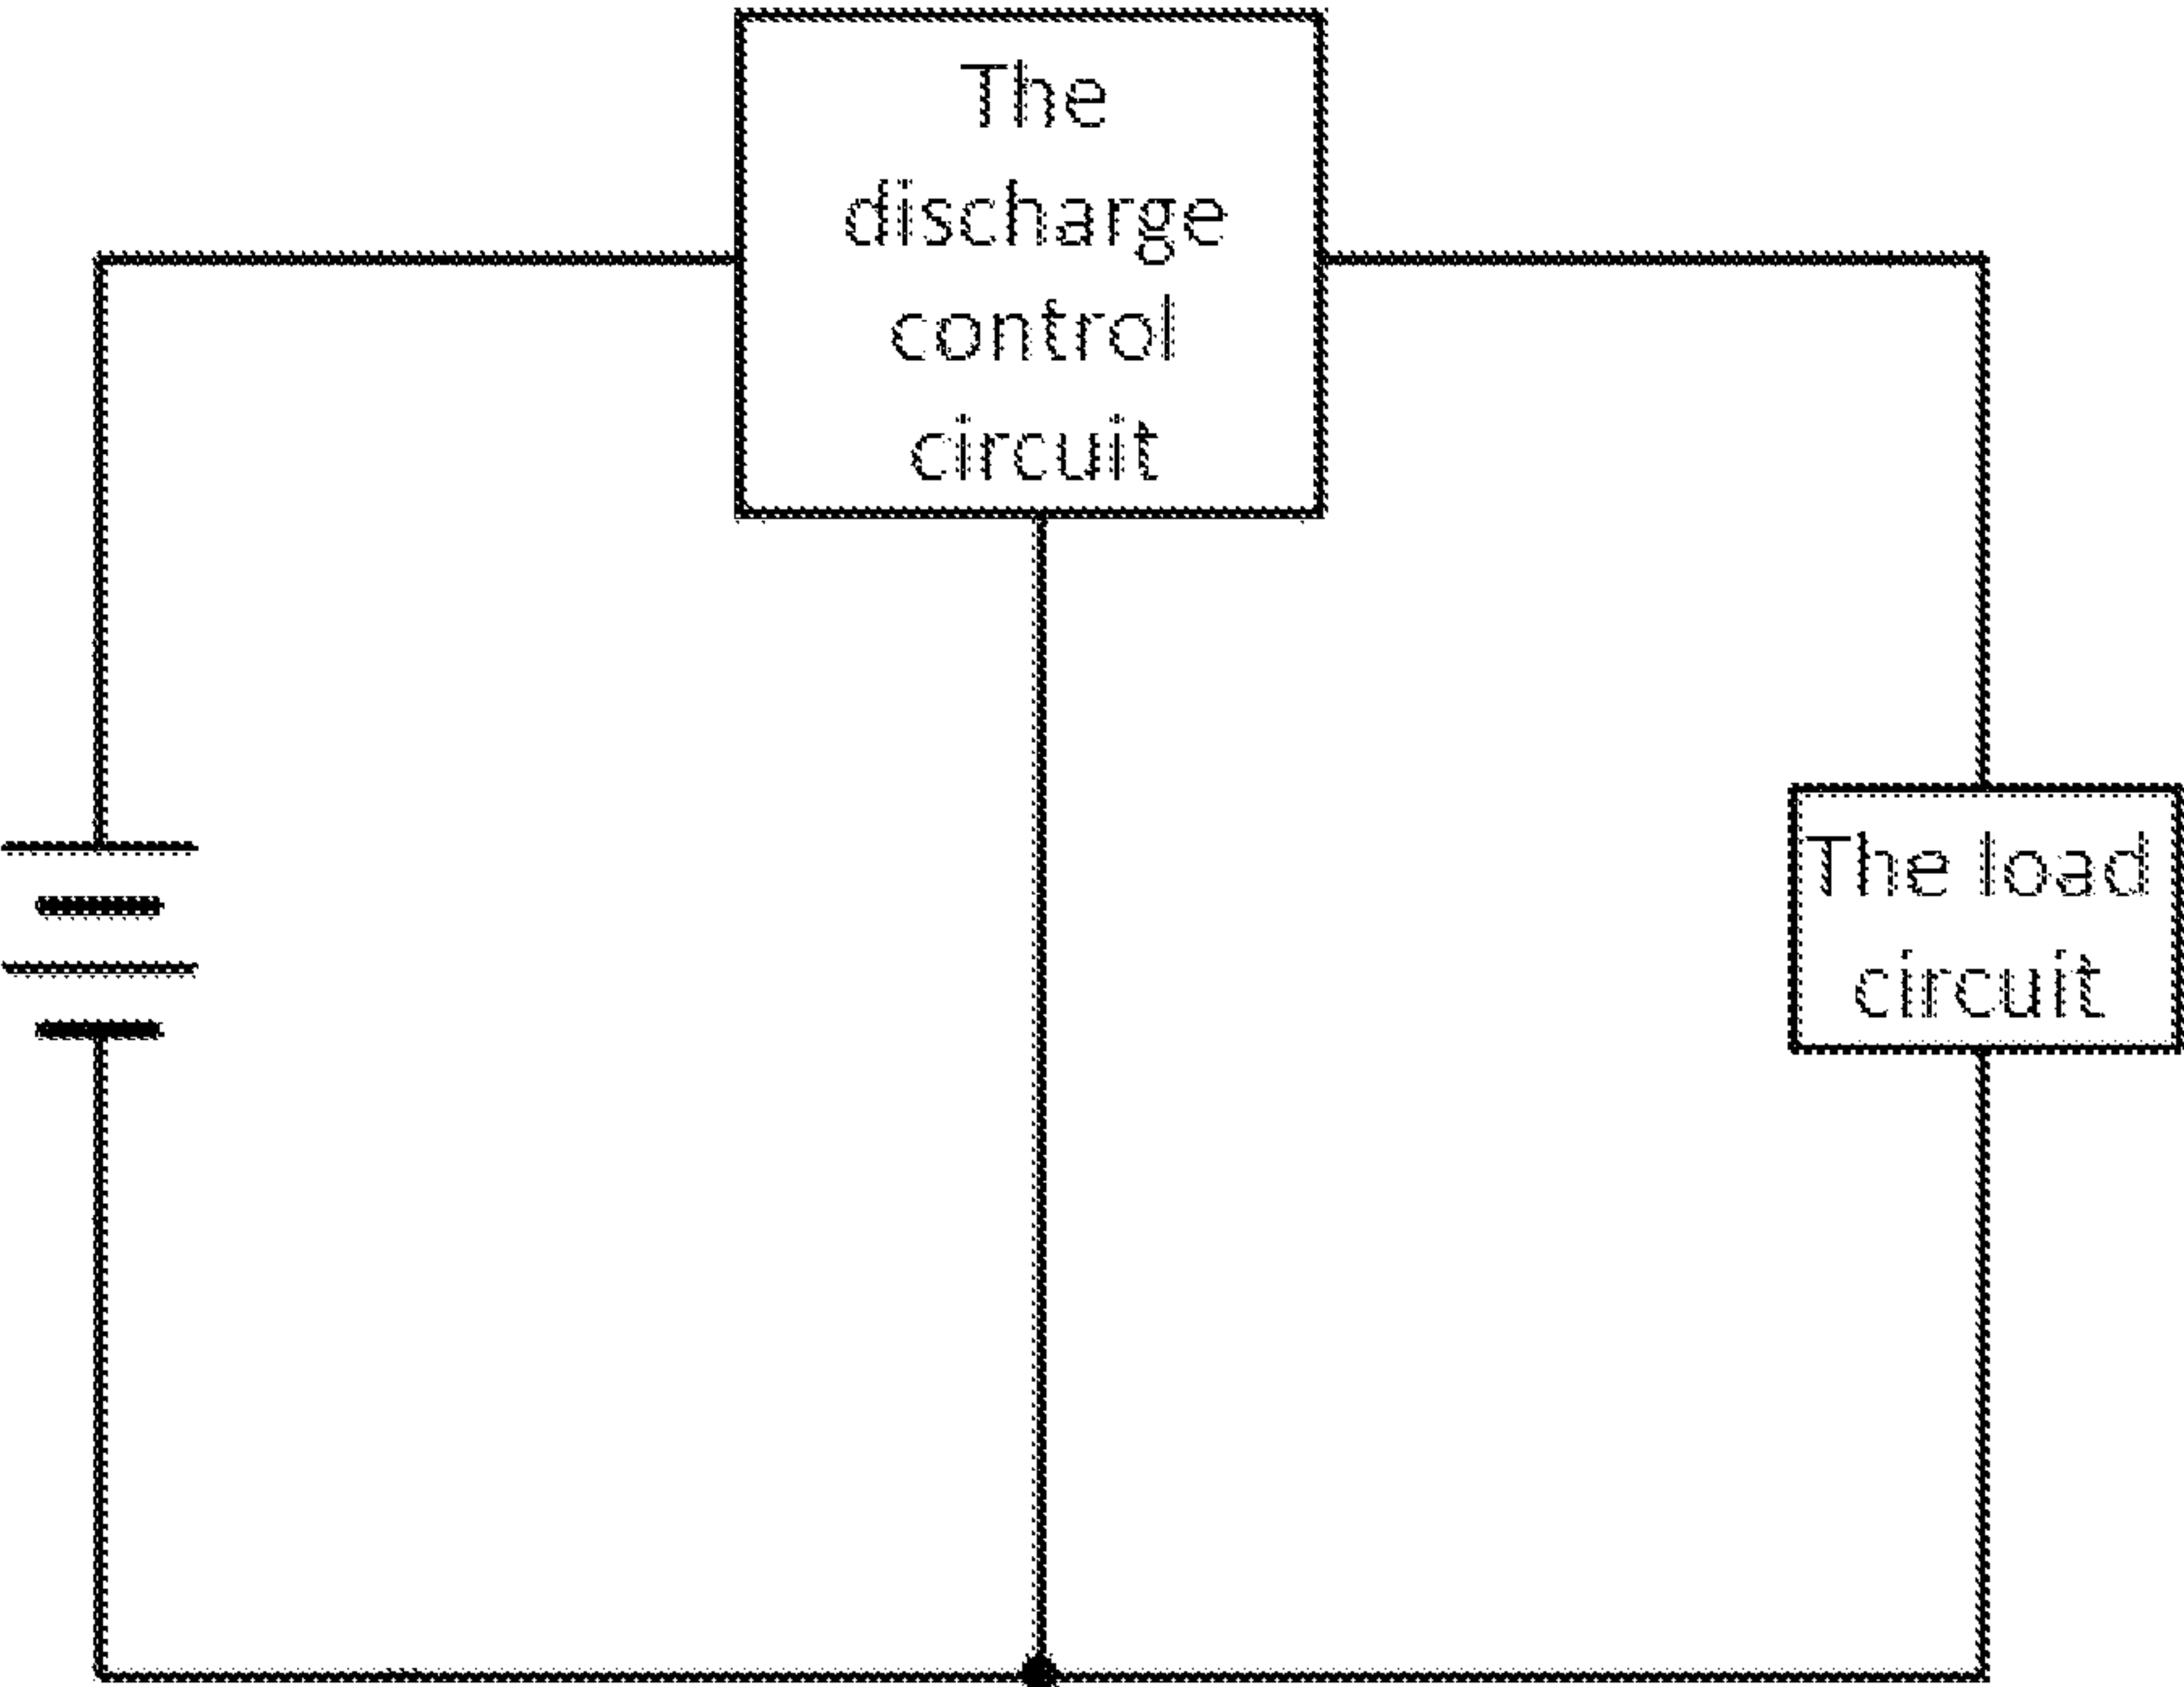 The
discharge
control
circuit
The load
circuit